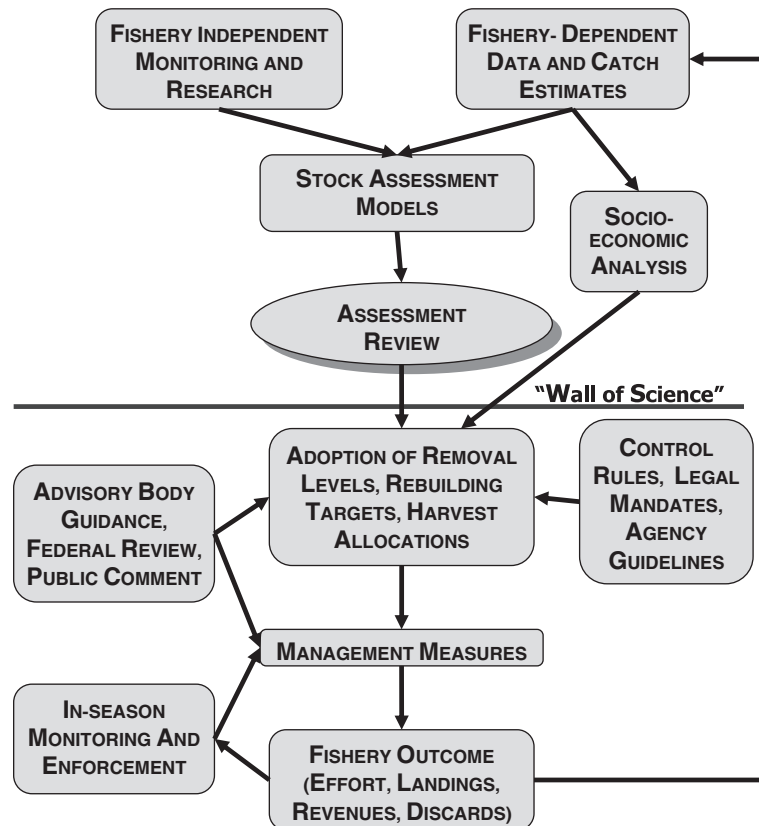 FISHERY INDEPENDENT
MONITORING AND
RESEARCH
FISHERY- DEPENDENT
DATA AND CATCH
ESTIMATES
STOCK ASSESSMENT
MODELS
SOCIO-
ECONOMIC
ANALYSIS
ASSESSMENT
REVIEW
"Wall of Science"
ADOPTION OF REMOVAL
LEVELS, REBUILDING
TARGETS, HARVEST
ALLOCATIONS
CONTROL
RULES, LEGAL
MANDATES,
AGENCY
GUIDELINES
ADVISORY BODY
GUIDANCE,
FEDERAL REVIEW,
PUBLIC COMMENT
MANAGEMENT MEASURES
IN-SEASON
MONITORING AND
ENFORCEMENT
FISHERY OUTCOME
(EFFORT, LANDINGS,
REVENUES, DISCARDS)